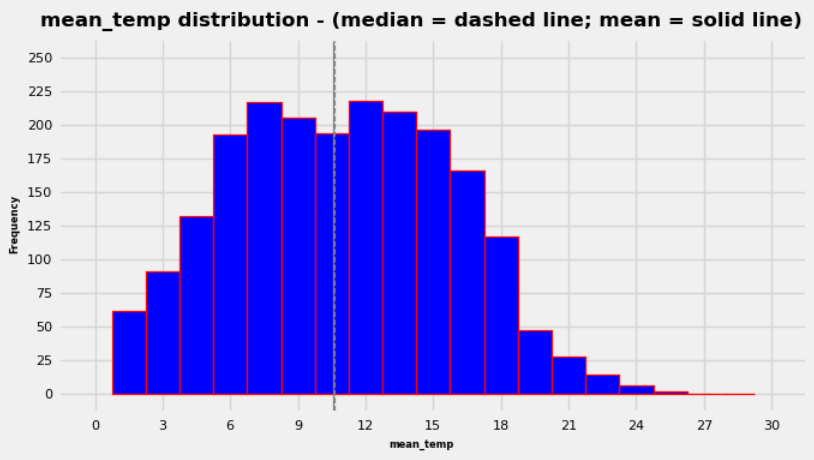 mean_temp distribution - (median = dashed line; mean = solid line)
250
225
200
175
150
125
100
75
50
25
0
Frequency
0 3 6 9 12 15 18 21 24 27 30
mean_temp